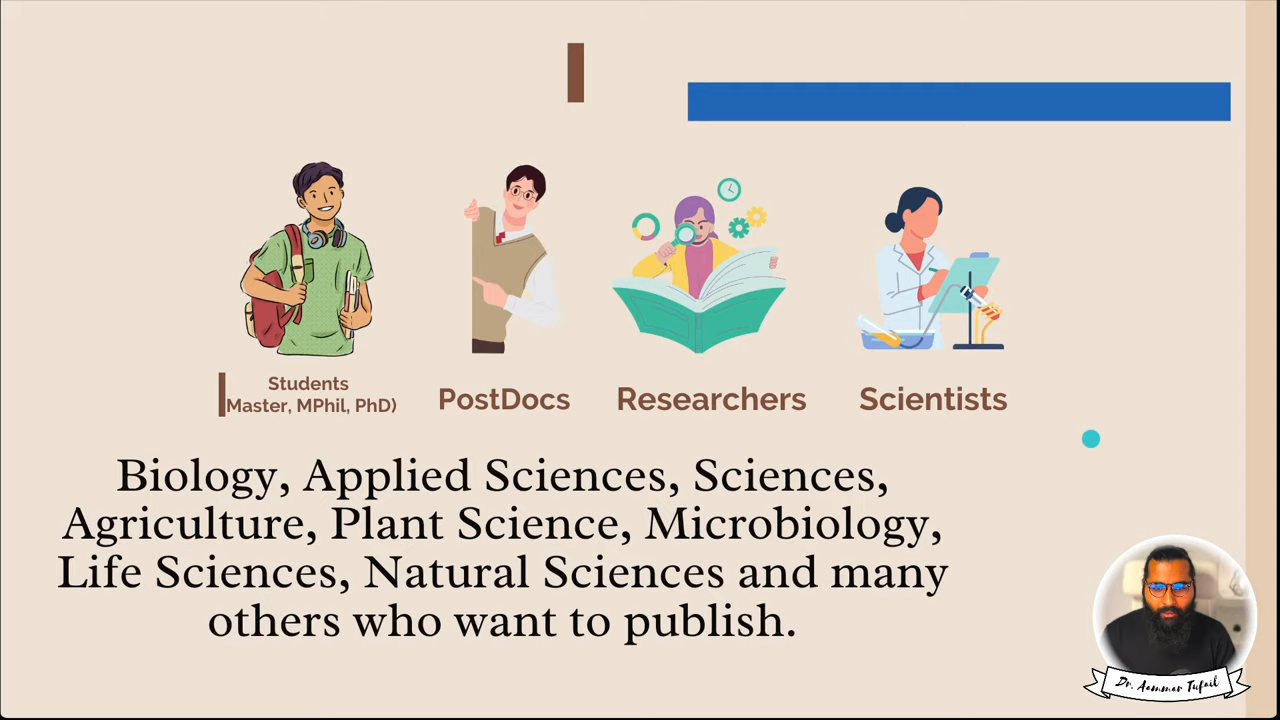 Students
Master, MPhil, PhD)
PostDocs
Researchers
Scientists
Biology, Applied Sciences, Sciences,
Agriculture, Plant Science, Microbiology,
Life Sciences, Natural Sciences and many
others who want to publish.
Dr. Aammar Tufail